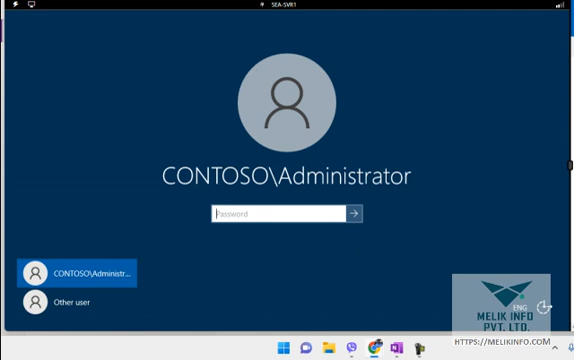 SEA-SVR1
CONTOSO\Administrator
Password
CONTOSO\Administr...
Other user
ENG
MELIK INFO
PVT. LTD.
HTTPS://MELIKINFO.COM